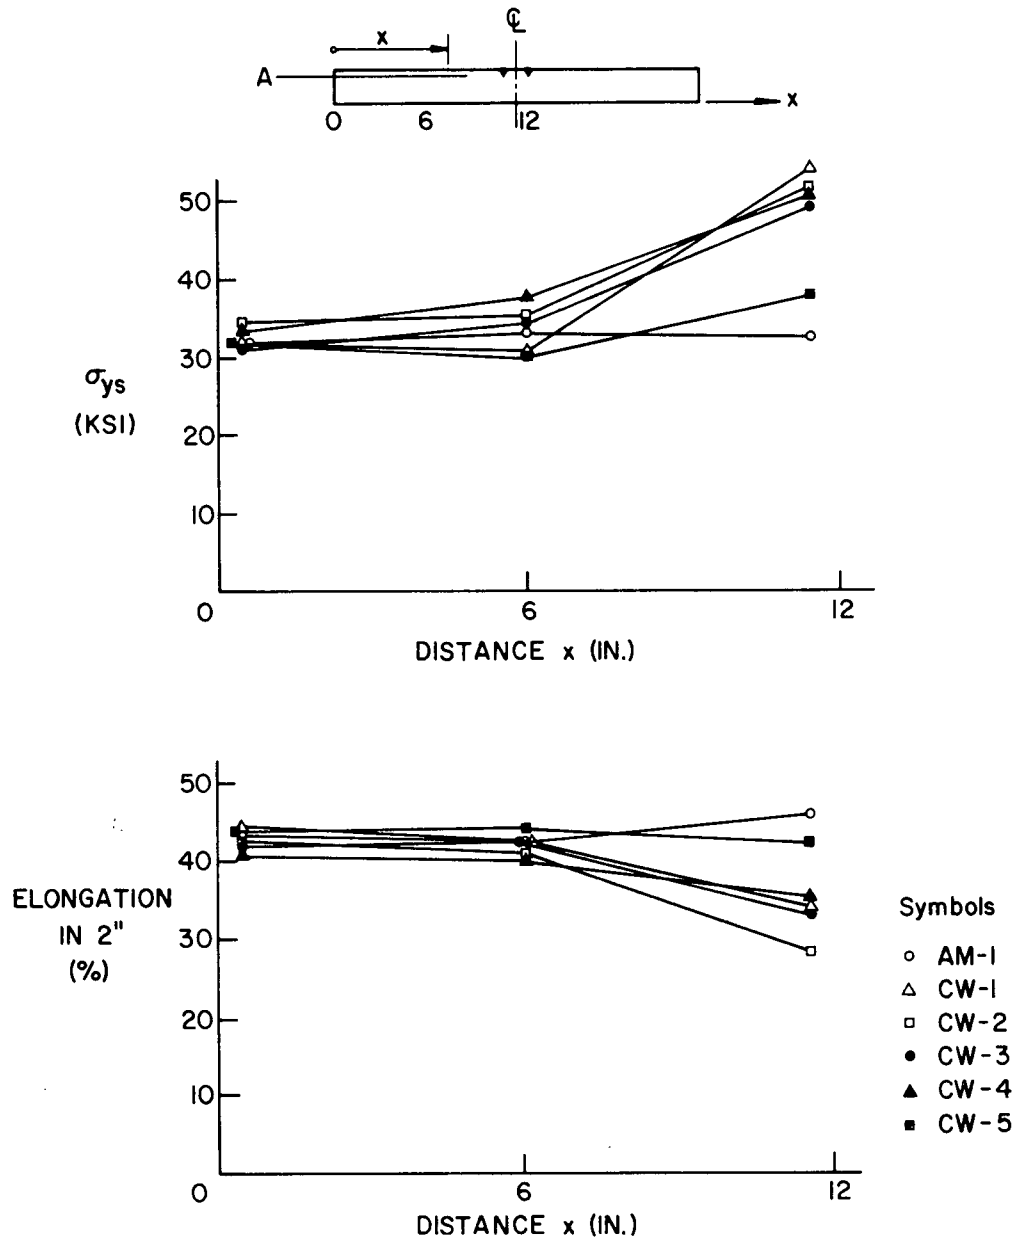 ℄
x
A
x
0 6 12
50
40
30
20
10
0 6 12
σys
(KSI)
DISTANCE x (IN.)
50
40
30
20
10
0 6 12
ELONGATION
IN 2"
(%)
DISTANCE x (IN.)
Symbols
AM-1
CW-1
CW-2
CW-3
CW-4
CW-5